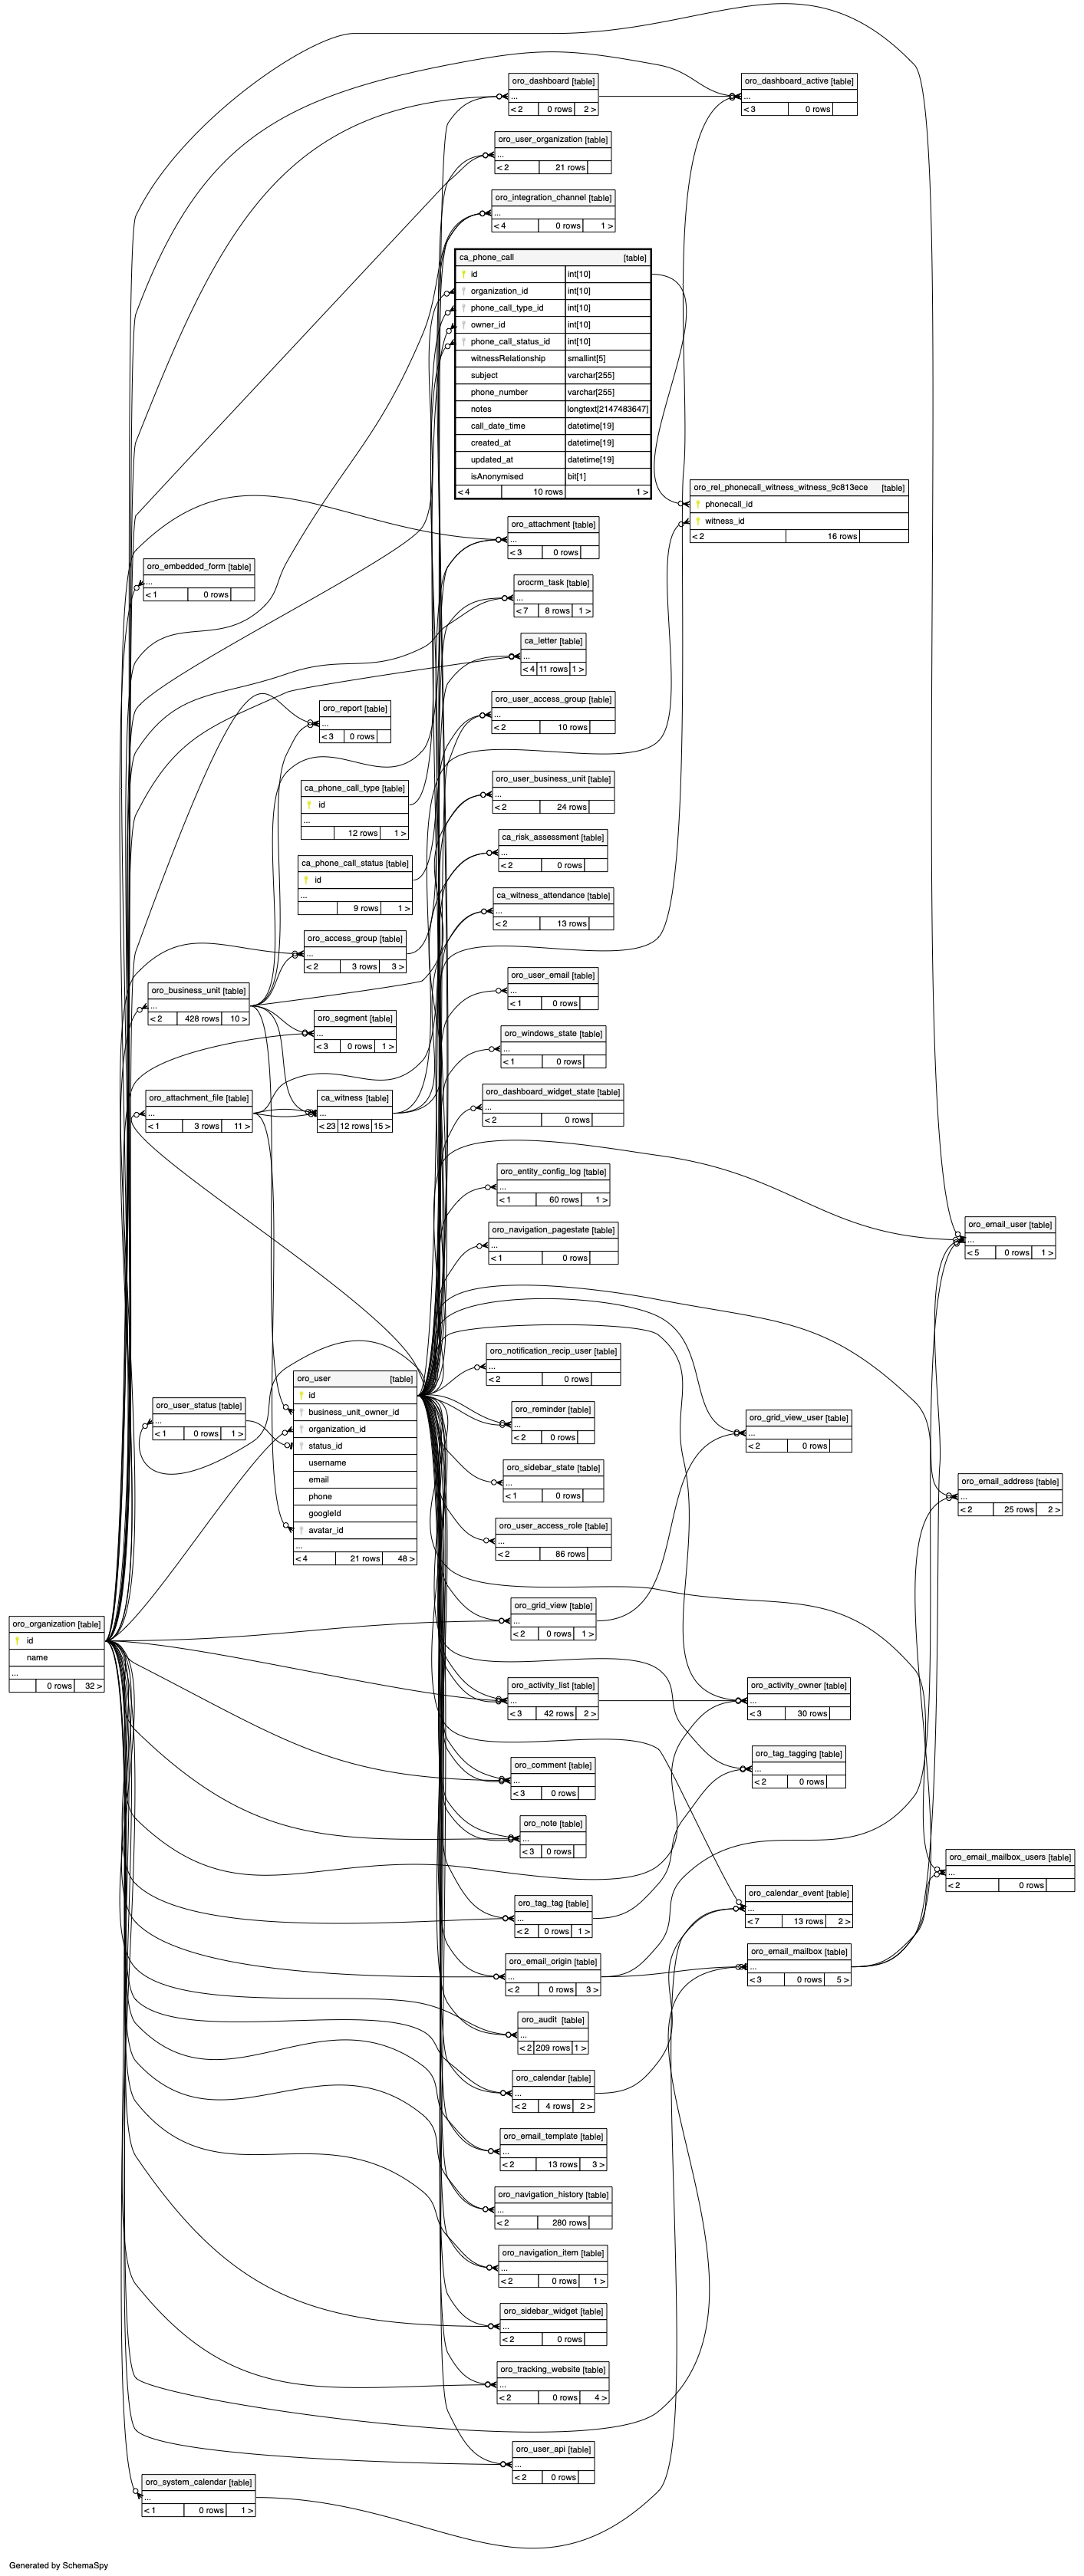 oro_dashboard [table]
...
< 2 0 rows 2 >
oro_dashboard_active [table]
...
< 3 0 rows
oro_user_organization [table]
...
< 2 21 rows
oro_integration_channel [table]
...
< 4 0 rows 1 >
ca_phone_call [table]
id int[10]
organization_id int[10]
phone_call_type_id int[10]
owner_id int[10]
phone_call_status_id int[10]
witnessRelationship smallint[5]
subject varchar[255]
phone_number varchar[255]
notes longtext[2147483647]
call_date_time datetime[19]
created_at datetime[19]
updated_at datetime[19]
isAnonymised bit[1]
< 4 10 rows 1 >
oro_rel_phonecall_witness_witness_9c813ece [table]
phonecall_id
witness_id
< 2 16 rows
oro_attachment [table]
...
< 3 0 rows
oro_embedded_form [table]
...
< 1 0 rows
orocrm_task [table]
...
< 7 8 rows 1 >
ca_letter [table]
...
< 4 11 rows 1 >
oro_user_access_group [table]
...
< 2 10 rows
oro_report [table]
...
< 3 0 rows
oro_user_business_unit [table]
...
< 2 24 rows
ca_phone_call_type [table]
id
...
12 rows 1 >
ca_risk_assessment [table]
...
< 2 0 rows
ca_phone_call_status [table]
id
...
9 rows 1 >
ca_witness_attendance [table]
...
< 2 13 rows
oro_access_group [table]
...
< 2 3 rows 3 >
oro_user_email [table]
...
< 1 0 rows
oro_business_unit [table]
...
< 2 428 rows 10 >
oro_segment [table]
...
< 3 0 rows 1 >
oro_windows_state [table]
...
< 1 0 rows
oro_dashboard_widget_state [table]
...
< 2 0 rows
oro_attachment_file [table]
...
< 1 3 rows 11 >
ca_witness [table]
...
< 23 12 rows 15 >
oro_entity_config_log [table]
...
< 1 60 rows 1 >
oro_navigation_pagestate [table]
...
< 1 0 rows
oro_email_user [table]
...
< 5 0 rows 1 >
oro_notification_recip_user [table]
...
< 2 0 rows
oro_user [table]
id
business_unit_owner_id
organization_id
status_id
username
email
phone
googleId
avatar_id
...
< 4 21 rows 48 >
oro_user_status [table]
...
< 1 0 rows 1 >
oro_reminder [table]
...
< 2 0 rows
oro_grid_view_user [table]
...
< 2 0 rows
oro_sidebar_state [table]
...
< 1 0 rows
oro_email_address [table]
...
< 2 25 rows 2 >
oro_user_access_role [table]
...
< 2 86 rows
oro_grid_view [table]
...
< 2 0 rows 1 >
oro_organization [table]
id
name
...
0 rows 32 >
oro_activity_list [table]
...
< 3 42 rows 2 >
oro_activity_owner [table]
...
< 3 30 rows
oro_tag_tagging [table]
...
< 2 0 rows
oro_comment [table]
...
< 3 0 rows
oro_note [table]
...
< 3 0 rows
oro_email_mailbox_users [table]
...
< 2 0 rows
oro_calendar_event [table]
...
< 7 13 rows 2 >
oro_tag_tag [table]
...
< 2 0 rows 1 >
oro_email_mailbox [table]
...
< 3 0 rows 5 >
oro_email_origin [table]
...
< 2 0 rows 3 >
oro_audit [table]
...
< 2 209 rows 1 >
oro_calendar [table]
...
< 2 4 rows 2 >
oro_email_template [table]
...
< 2 13 rows 3 >
oro_navigation_history [table]
...
< 2 280 rows
oro_navigation_item [table]
...
< 2 0 rows 1 >
oro_sidebar_widget [table]
...
< 2 0 rows
oro_tracking_website [table]
...
< 2 0 rows 4 >
oro_user_api [table]
...
< 2 0 rows
oro_system_calendar [table]
...
< 1 0 rows 1 >
Generated by SchemaSpy